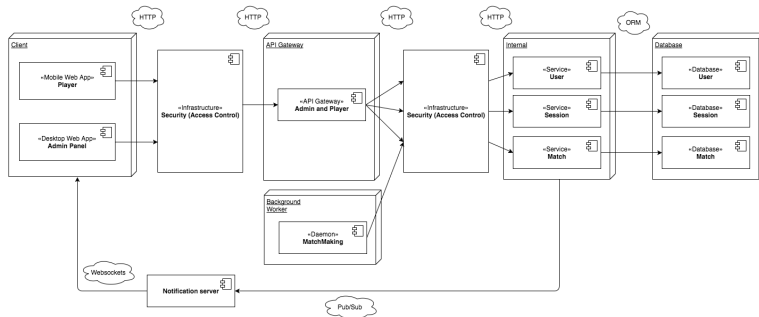 HTTP
HTTP
HTTP
HTTP
ORM
Client
API Gateway
Internal
Database
«Mobile Web App»
Player
«Desktop Web App»
Admin Panel
«Infrastructure»
Security (Access Control)
«API Gateway»
Admin and Player
«Infrastructure»
Security (Access Control)
«Service»
User
«Service»
Session
«Service»
Match
«Database»
User
«Database»
Session
«Database»
Match
Background
Worker
«Daemon»
MatchMaking
Websockets
Notification server
Pub/Sub